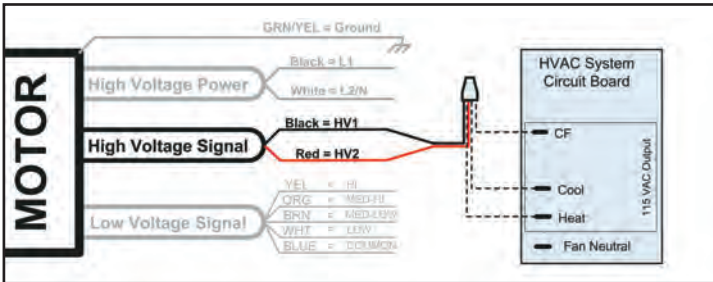 GRN/YEL = Ground
MOTOR
High Voltage Power
Black = L1
White = L2/N
High Voltage Signal
Black = HV1
Red = HV2
Low Voltage Signal
YEL = HI
ORG = MED-HI
BRN = MED-LOW
WHT = LOW
BLUE = COMMON
HVAC System
Circuit Board
CF
Cool
Heat
Fan Neutral
115 VAC Output